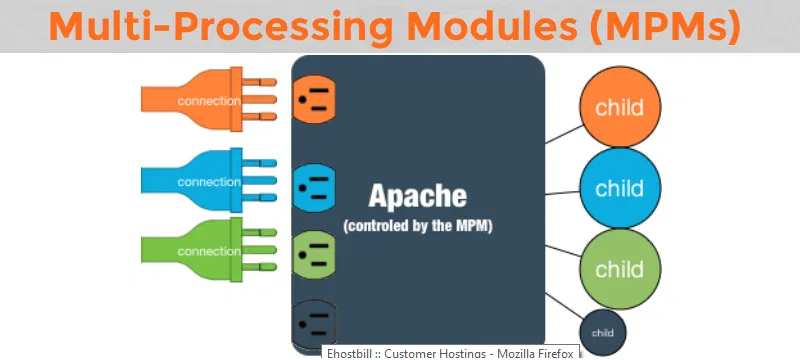 Multi-Processing Modules (MPMs)
connection
child
connection
child
Apache
(controled by the MPM)
connection
child
child
Ehostbill :: Customer Hostings - Mozilla Firefox